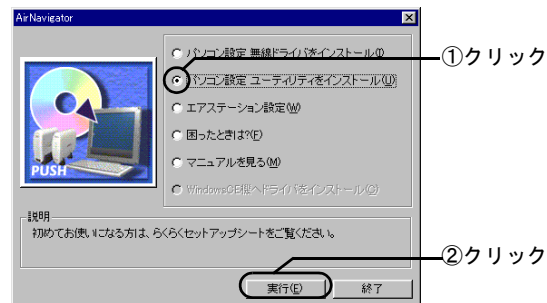 AirNavigator
パソコン設定 無線ドライバをインストール(I)
①クリック
パソコン設定 ユーティリティをインストール(U)
エアステーション設定(W)
困ったときは?(F)
マニュアルを見る(M)
WindowsCE機へドライバをインストール(C)
PUSH
説明
初めてお使いになる方は、らくらくセットアップシートをご覧ください。
②クリック
実行(E)
終了